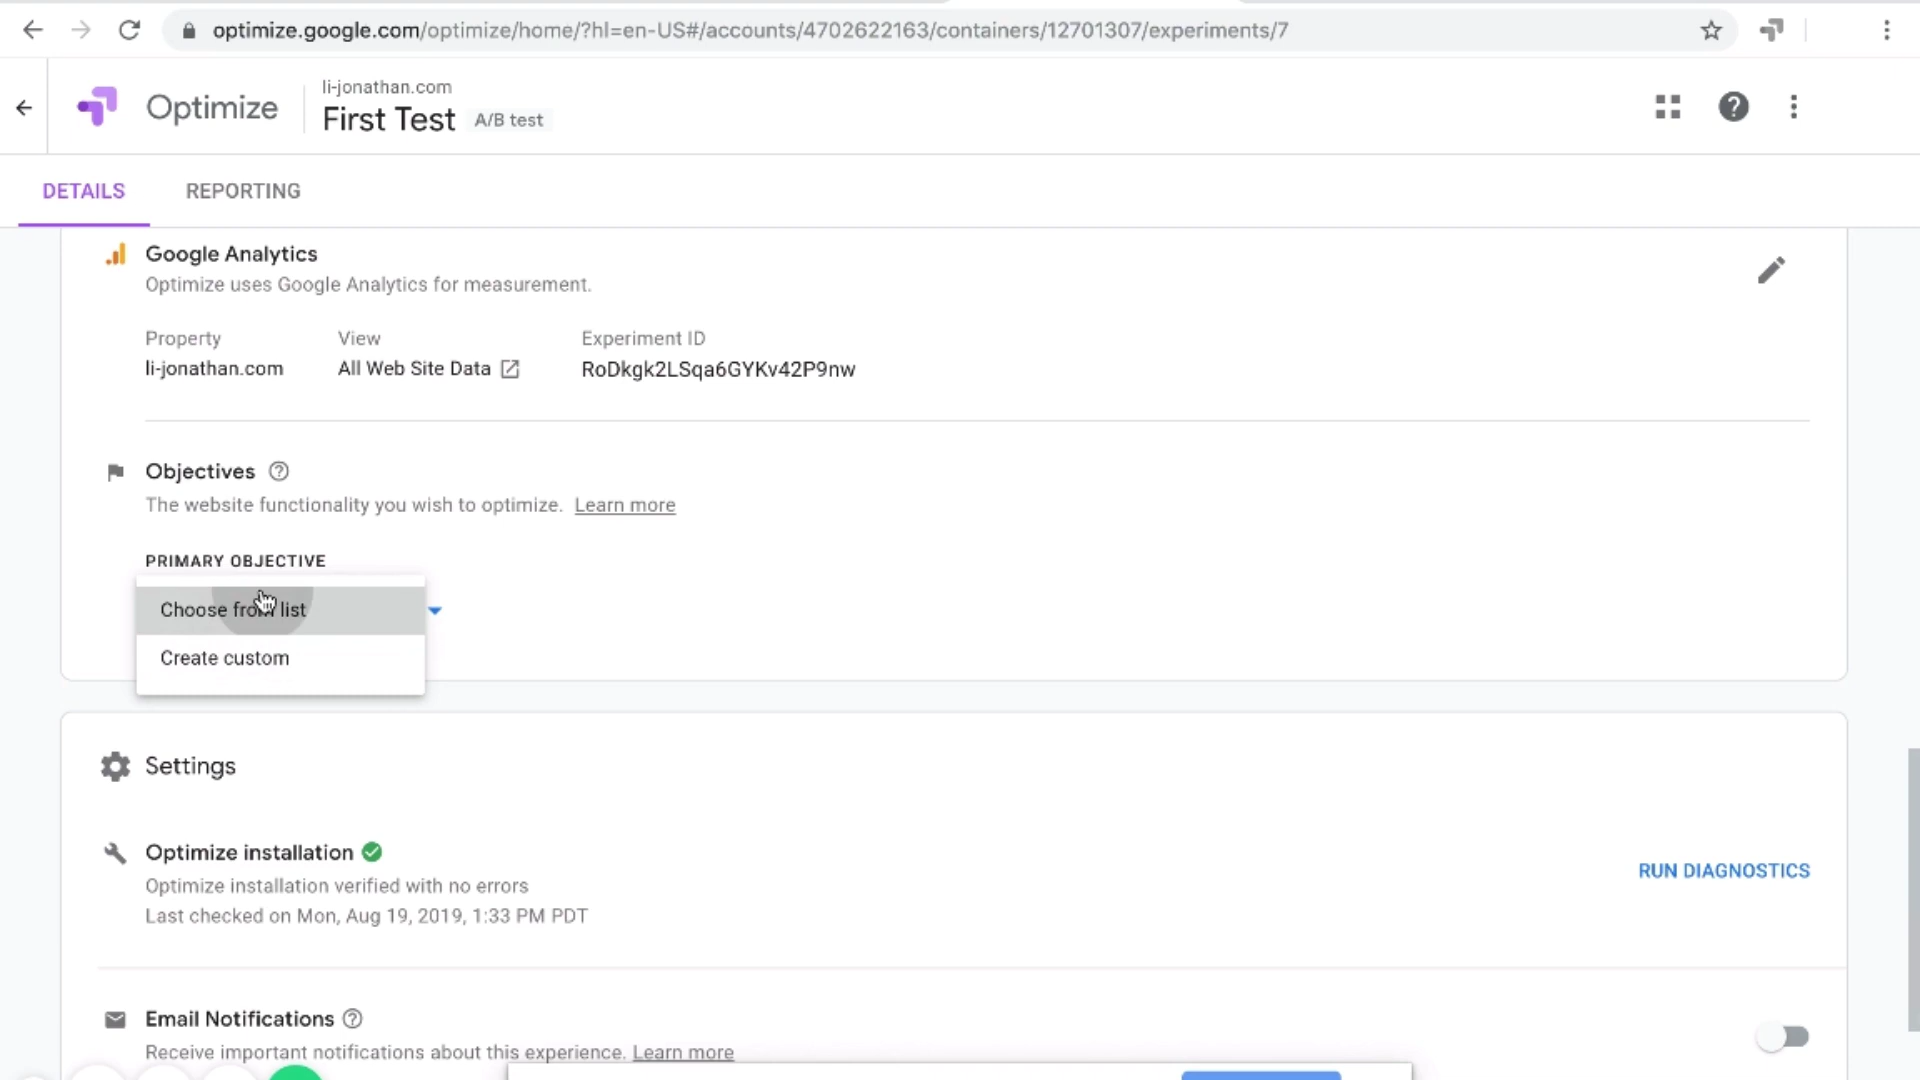 optimize.google.com/optimize/home/?hl=en-US#/accounts/4702622163/containers/12701307/experiments/7
Optimize
li-jonathan.com
First Test A/B test
DETAILS REPORTING
Google Analytics
Optimize uses Google Analytics for measurement.
Property View Experiment ID
li-jonathan.com All Web Site Data RoDkgk2LSqa6GYKv42P9nw
Objectives
The website functionality you wish to optimize. Learn more
PRIMARY OBJECTIVE
Choose from list
Create custom
Settings
Optimize installation
Optimize installation verified with no errors
RUN DIAGNOSTICS
Last checked on Mon, Aug 19, 2019, 1:33 PM PDT
Email Notifications
Receive important notifications about this experience. Learn more